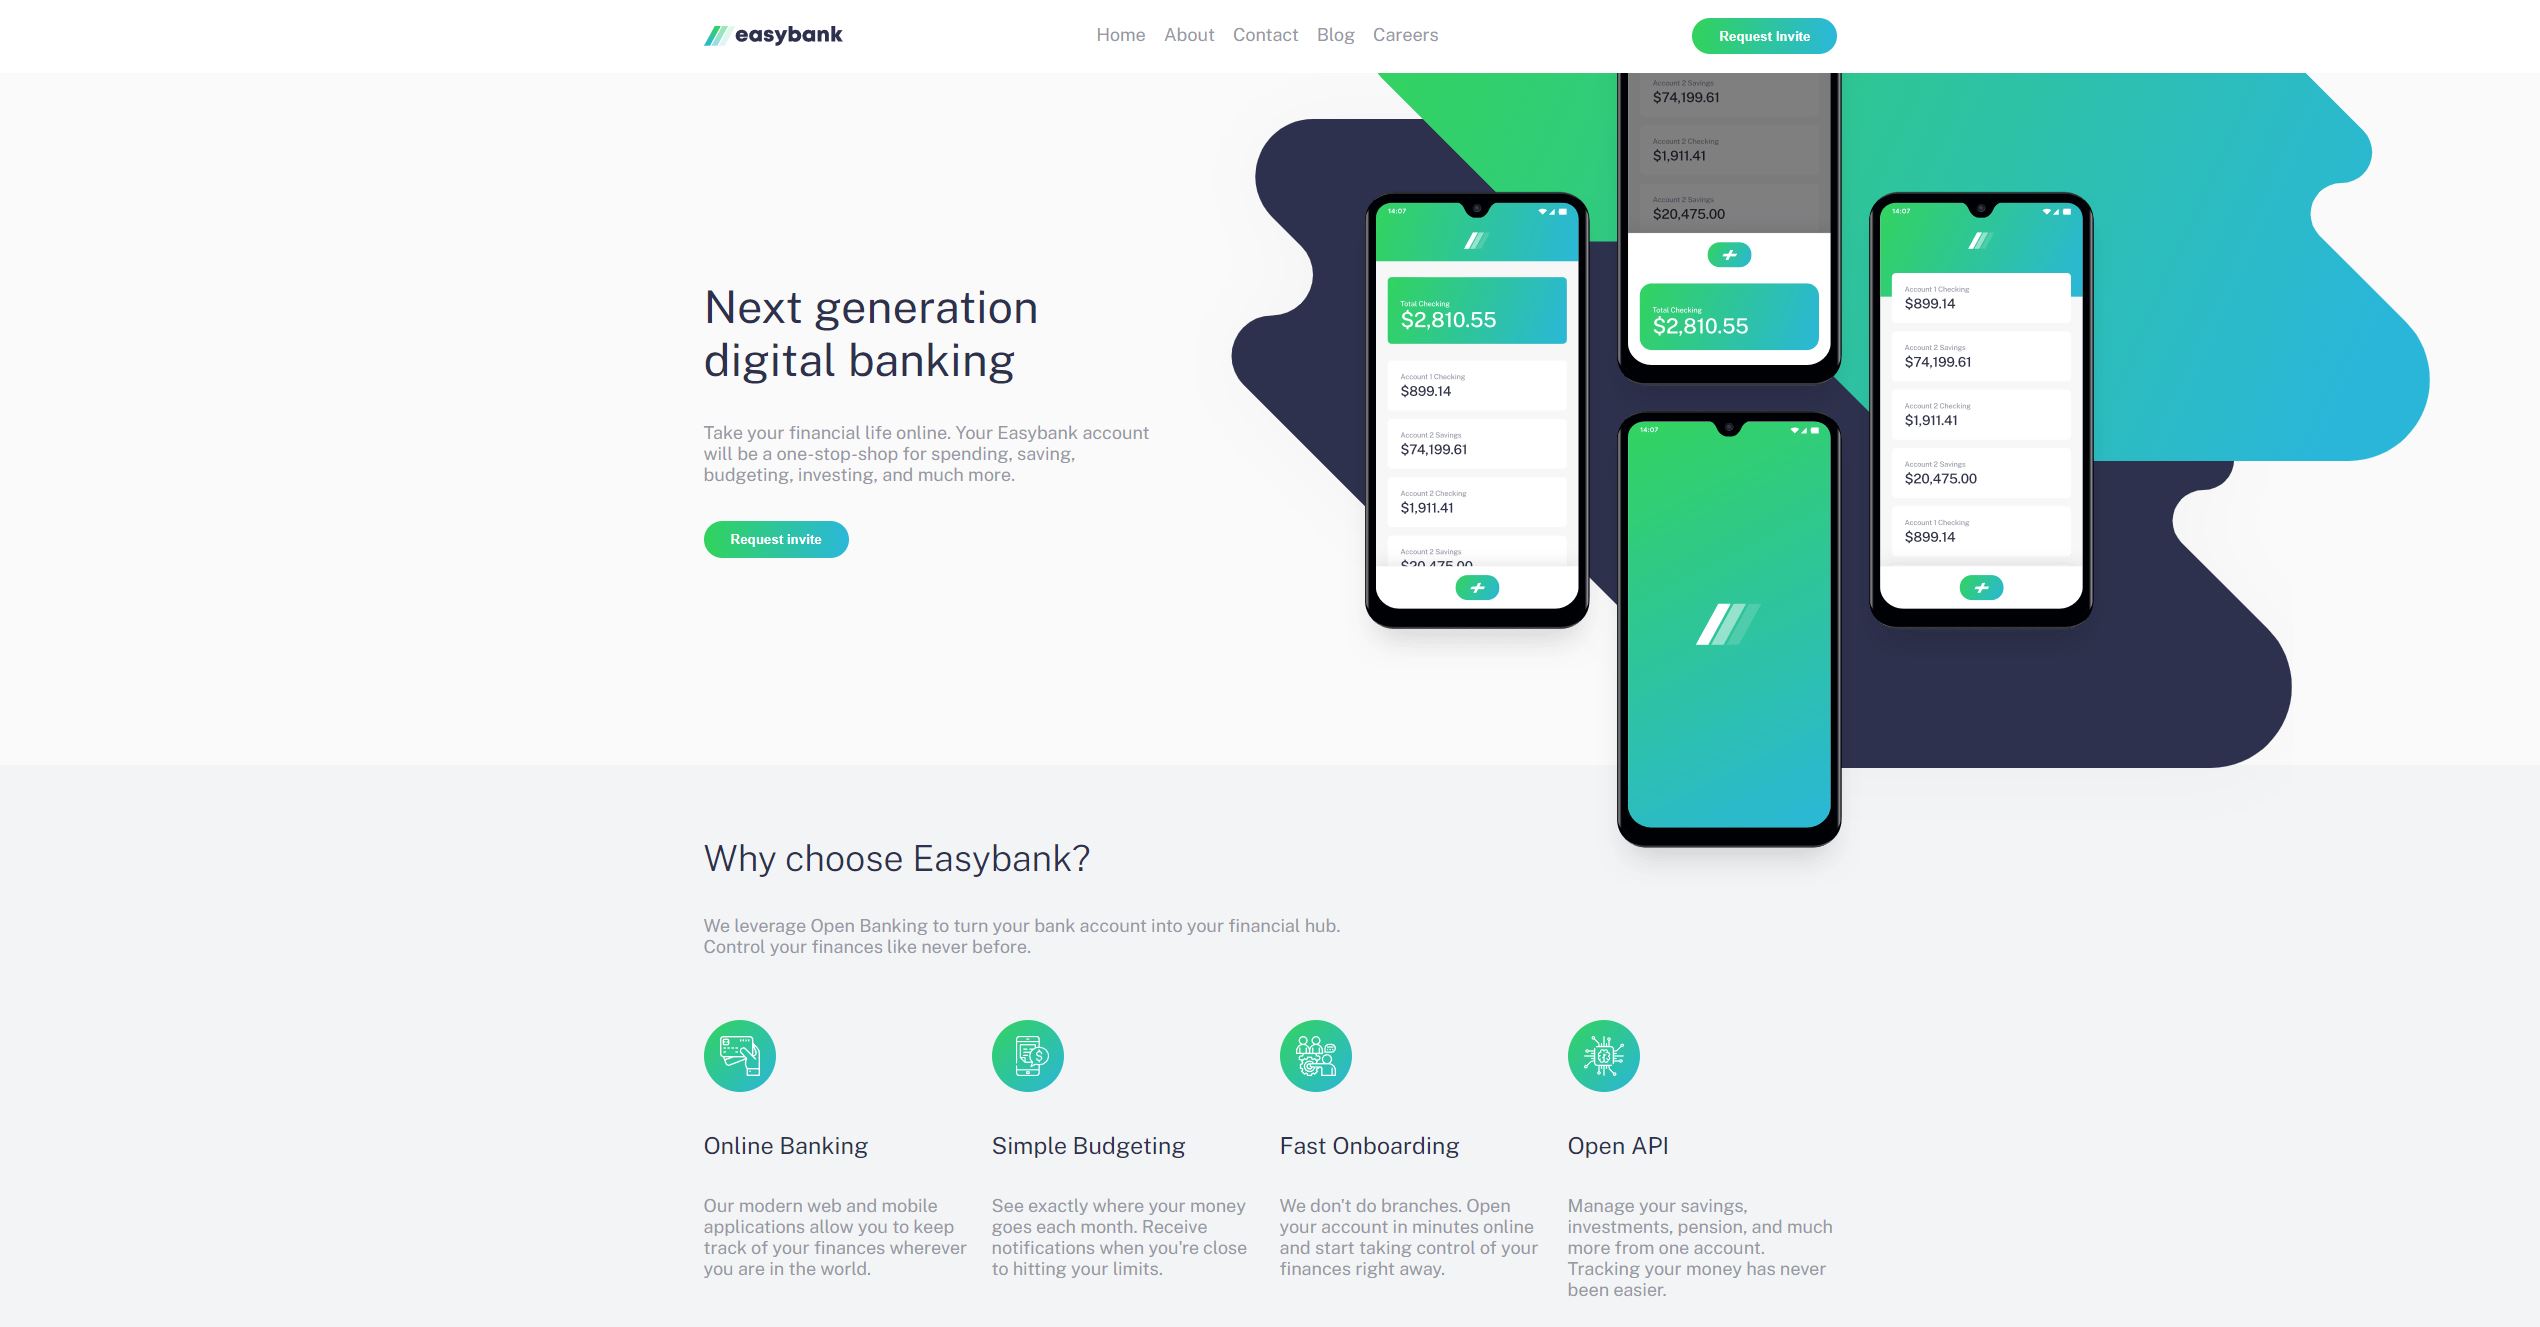 easybank
Home About Contact Blog Careers
Request Invite
Next generation
digital banking
Take your financial life online. Your Easybank account
will be a one-stop-shop for spending, saving,
budgeting, investing, and much more.
Request invite
14:07
Total Checking
$2,810.55
Account 1 Checking
$899.14
Account 2 Savings
$74,199.61
Account 2 Checking
$1,911.41
Account 2 Savings
$20,475.00
Account 2 Savings
$74,199.61
Account 2 Checking
$1,911.41
Account 2 Savings
$20,475.00
Total Checking
$2,810.55
14:07
14:07
Account 1 Checking
$899.14
Account 2 Savings
$74,199.61
Account 2 Checking
$1,911.41
Account 2 Savings
$20,475.00
Account 1 Checking
$899.14
Why choose Easybank?
We leverage Open Banking to turn your bank account into your financial hub.
Control your finances like never before.
Online Banking
Our modern web and mobile
applications allow you to keep
track of your finances wherever
you are in the world.
Simple Budgeting
See exactly where your money
goes each month. Receive
notifications when you're close
to hitting your limits.
Fast Onboarding
We don't do branches. Open
your account in minutes online
and start taking control of your
finances right away.
Open API
Manage your savings,
investments, pension, and much
more from one account.
Tracking your money has never
been easier.